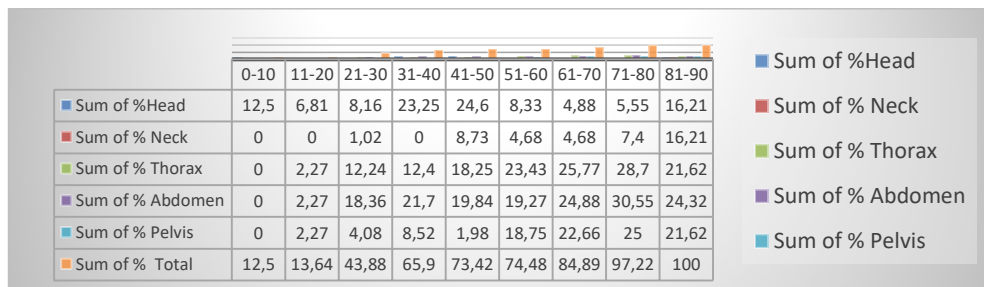 0-10 11-20 21-30 31-40 41-50 51-60 61-70 71-80 81-90
Sum of %Head 12,5 6,81 8,16 23,25 24,6 8,33 4,88 5,55 16,21
Sum of % Neck 0 0 1,02 0 8,73 4,68 4,68 7,4 16,21
Sum of % Thorax 0 2,27 12,24 12,4 18,25 23,43 25,77 28,7 21,62
Sum of % Abdomen 0 2,27 18,36 21,7 19,84 19,27 24,88 30,55 24,32
Sum of % Pelvis 0 2,27 4,08 8,52 1,98 18,75 22,66 25 21,62
Sum of % Total 12,5 13,64 43,88 65,9 73,42 74,48 84,89 97,22 100
Sum of %Head
Sum of % Neck
Sum of % Thorax
Sum of % Abdomen
Sum of % Pelvis